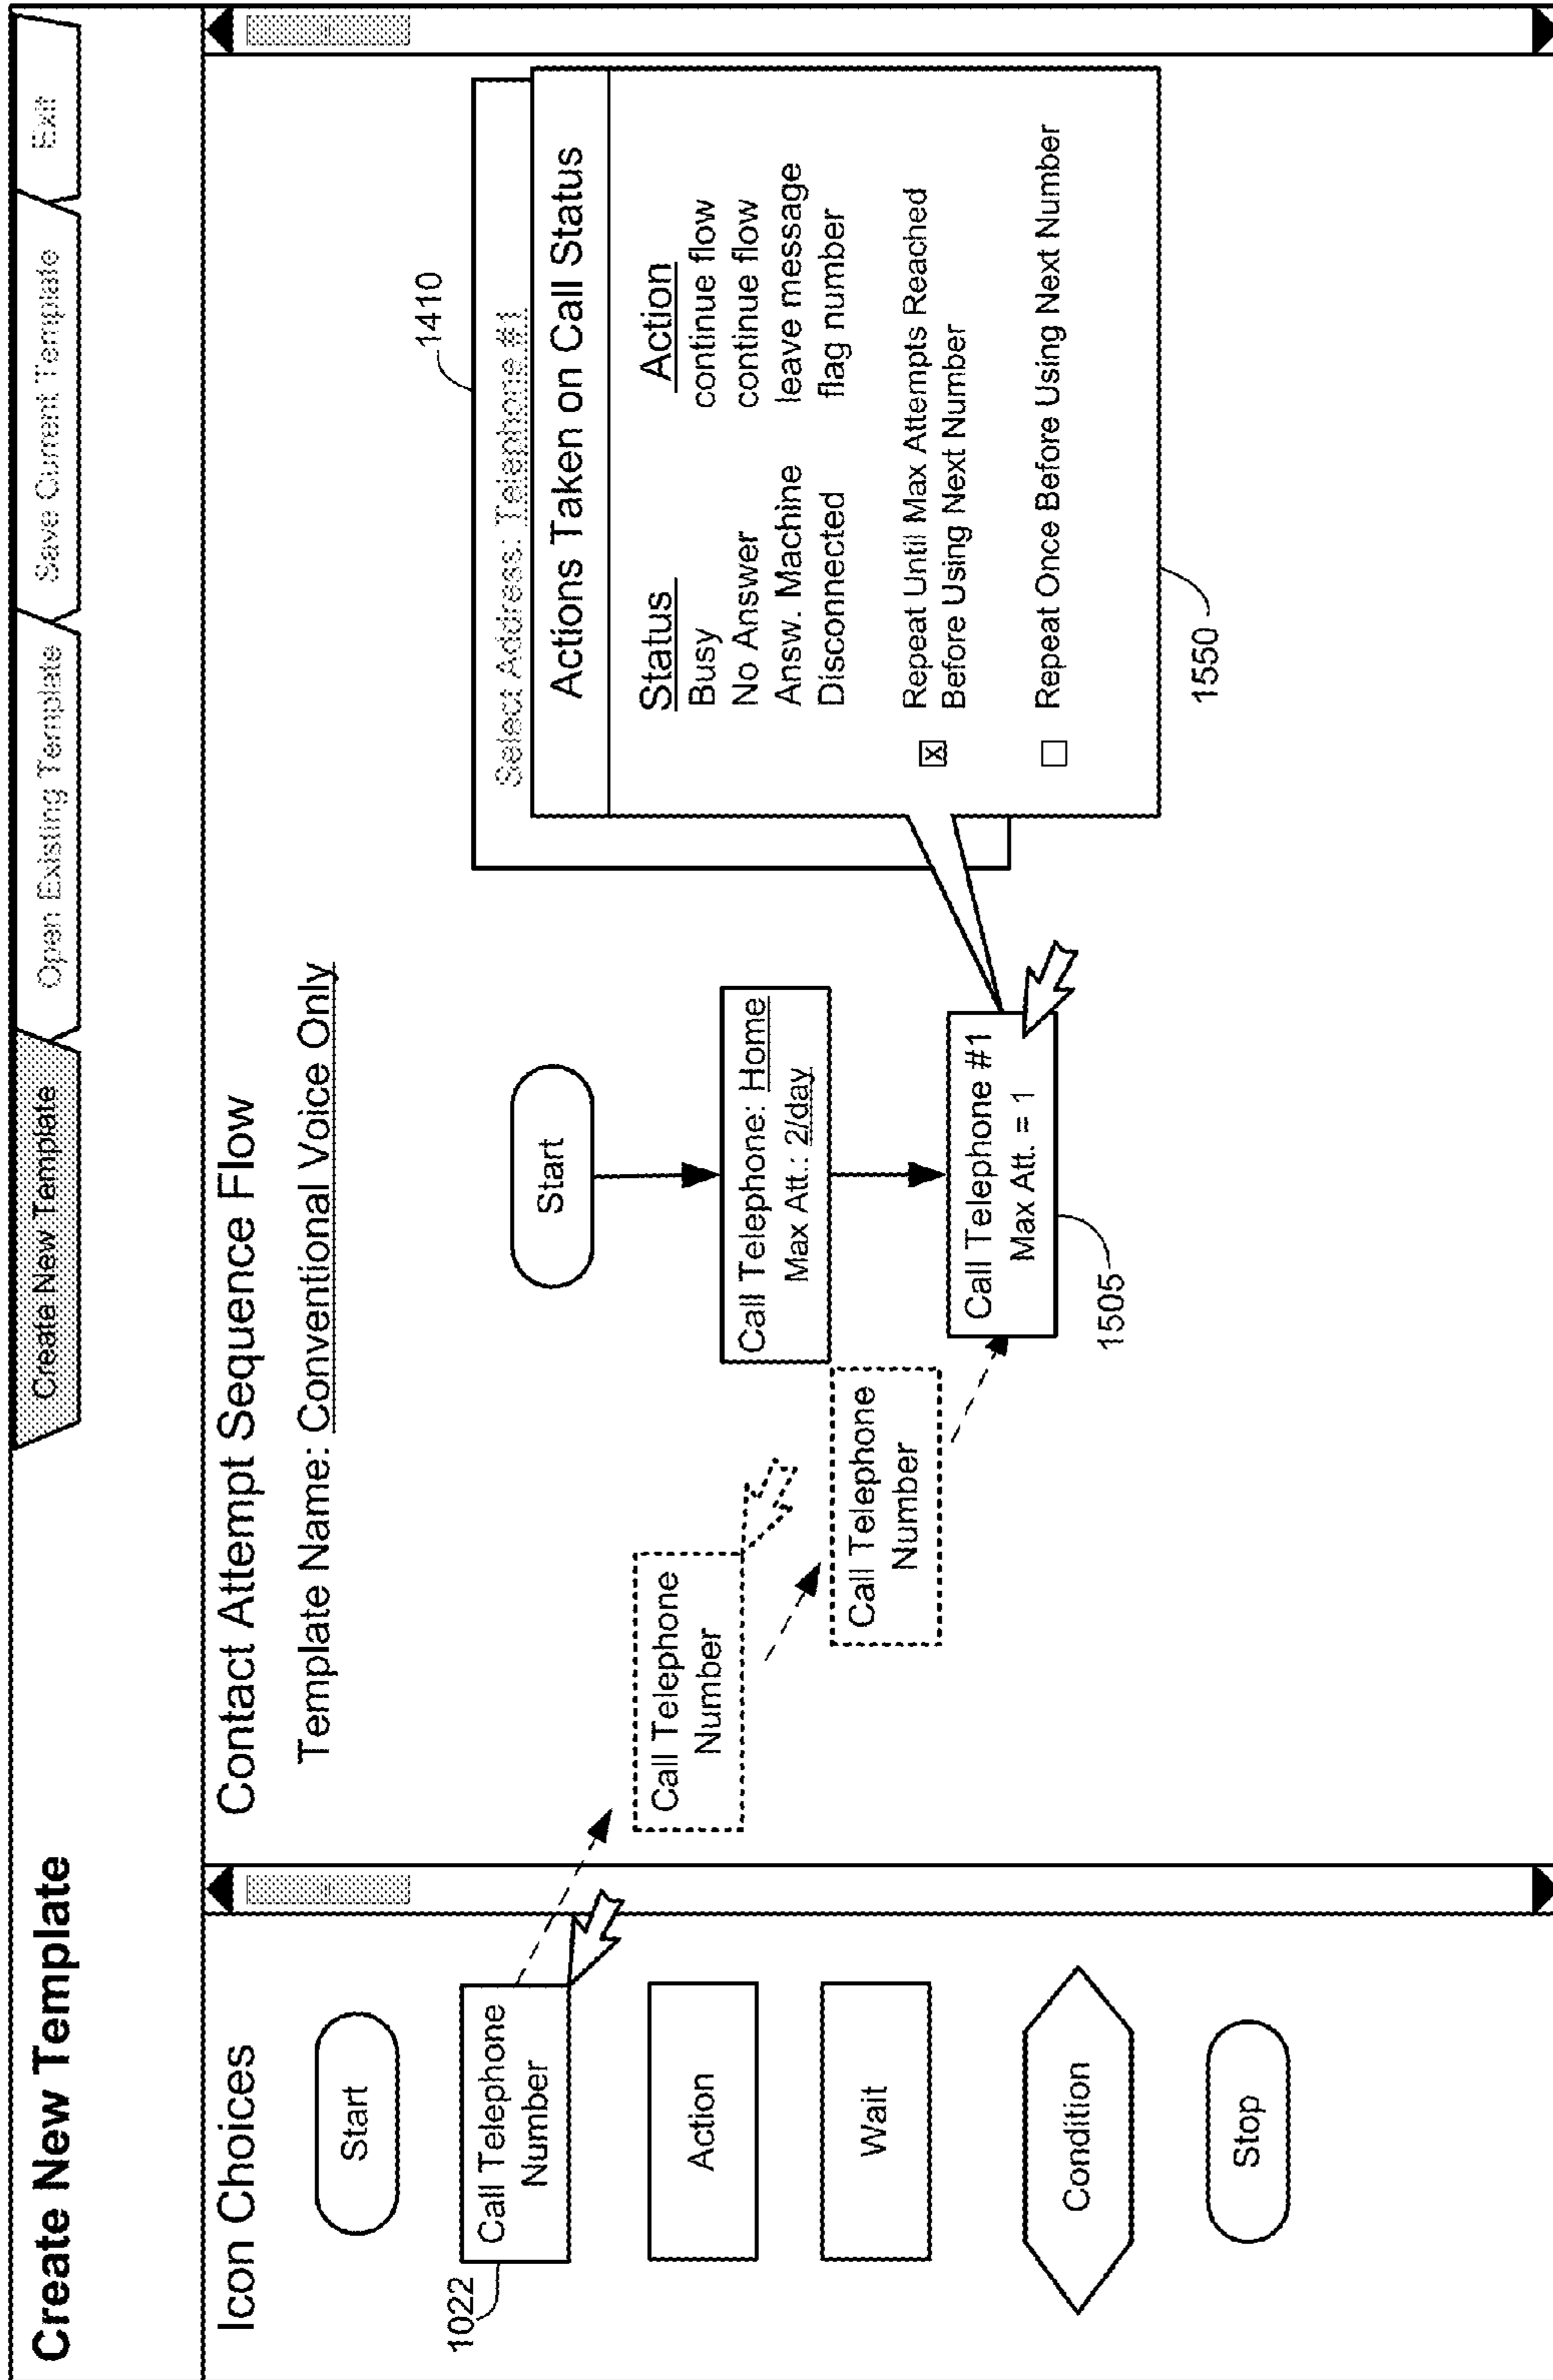 Create New Template
Create New Template
Open Existing Template
Save Current Template
Exit
Icon Choices
Start
1022
Call Telephone
Number
Action
Wait
Condition
Stop
Contact Attempt Sequence Flow
Template Name: Conventional Voice Only
Start
Call Telephone
Number
Call Telephone: Home
Max Att.: 2/day
Call Telephone
Number
Call Telephone #1
Max Att. = 1
1505
1410
Select Address: Telephone #1
Actions Taken on Call Status
Status Action
Busy continue flow
No Answer continue flow
Answ. Machine leave message
Disconnected flag number
x Repeat Until Max Attempts Reached
Before Using Next Number
Repeat Once Before Using Next Number
1550